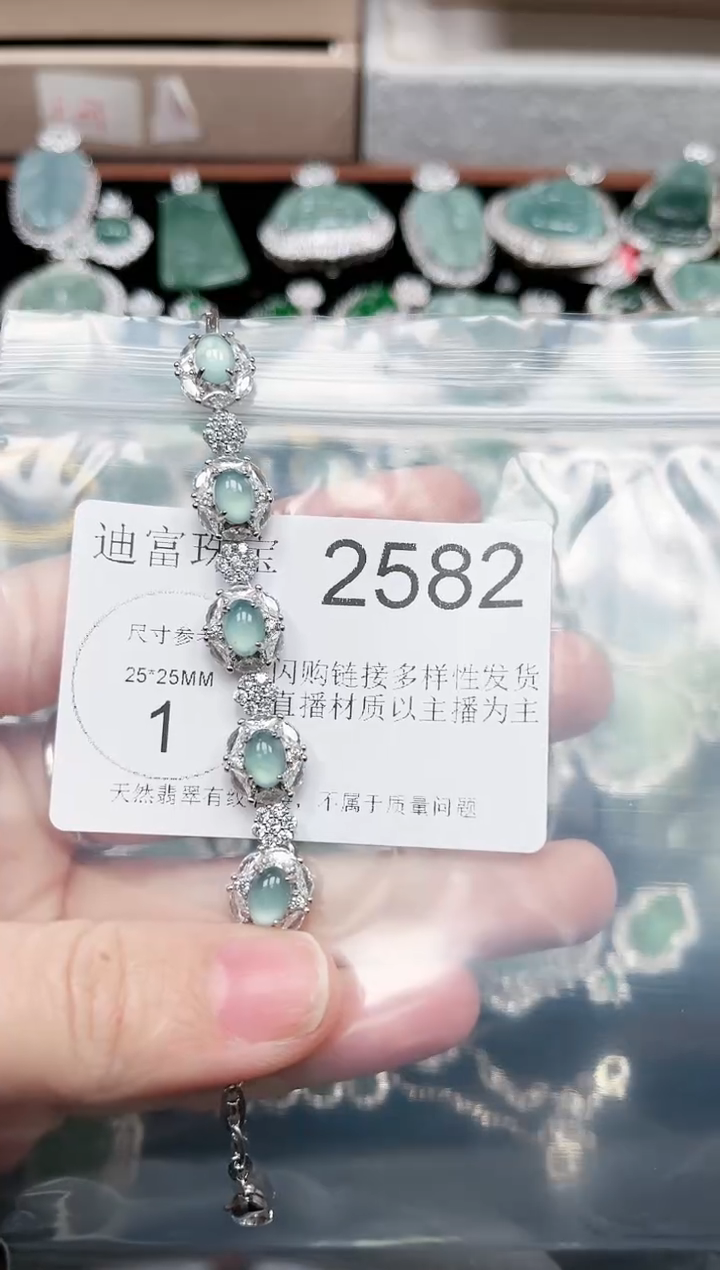 迪富珠宝
2582
尺寸参考
25*25MM
1
闪购链接多样性发货
直播材质以主播为主
天然翡翠有纹 ，不属于质量问题